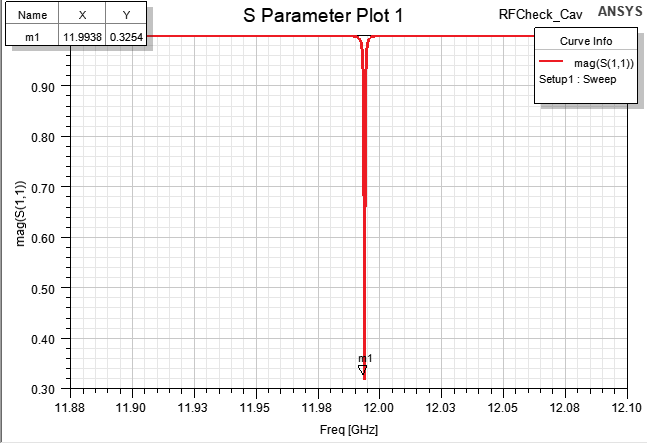 S Parameter Plot 1
RFCheck_Cav
ANSYS
Name X Y
m1 11.9938 0.3254
Curve Info
mag(S(1,1))
Setup1 : Sweep
0.90
0.80
0.70
0.60
0.50
0.40
0.30
mag(S(1,1))
m1
11.88 11.90 11.93 11.95 11.98 12.00 12.03 12.05 12.08 12.10
Freq [GHz]